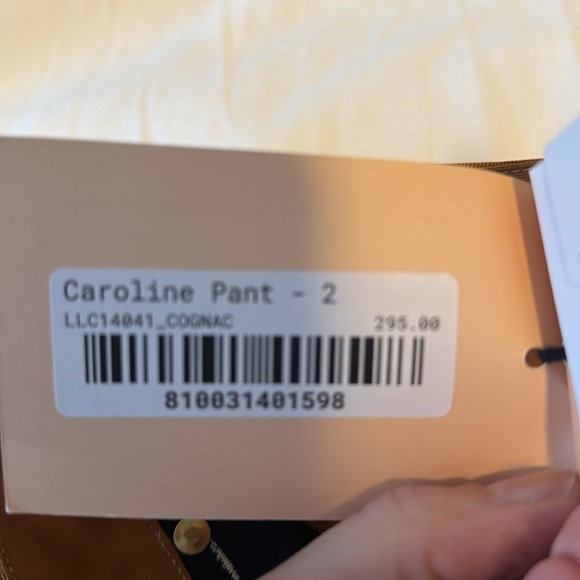 Caroline Pant - 2
LLC14041_COGNAC 295.00
810031401598